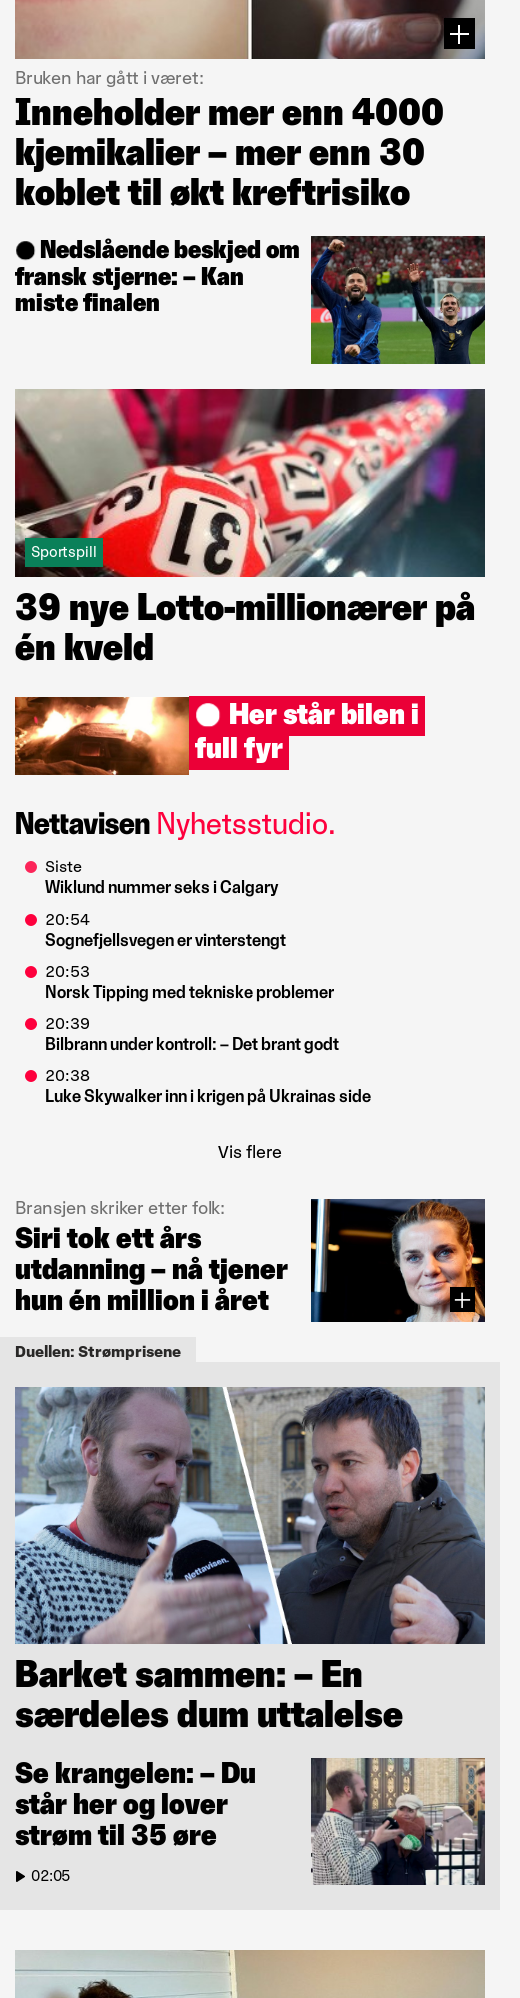 Bruken har gått i været:
Inneholder mer enn 4000
kjemikalier – mer enn 30
koblet til økt kreftrisiko
Nedslående beskjed om
fransk stjerne: – Kan
miste finalen
31
21
Sportspill
39 nye Lotto-millionærer på
én kveld
Her står bilen i
full fyr
Nettavisen Nyhetsstudio.
Siste
Wiklund nummer seks i Calgary
20:54
Sognefjellsvegen er vinterstengt
20:53
Norsk Tipping med tekniske problemer
20:39
Bilbrann under kontroll: – Det brant godt
20:38
Luke Skywalker inn i krigen på Ukrainas side
Vis flere
Bransjen skriker etter folk:
Siri tok ett års
utdanning – nå tjener
hun én million i året
Duellen: Strømprisene
Nettavisen.
Barket sammen: – En
særdeles dum uttalelse
Se krangelen: – Du
står her og lover
strøm til 35 øre
02:05